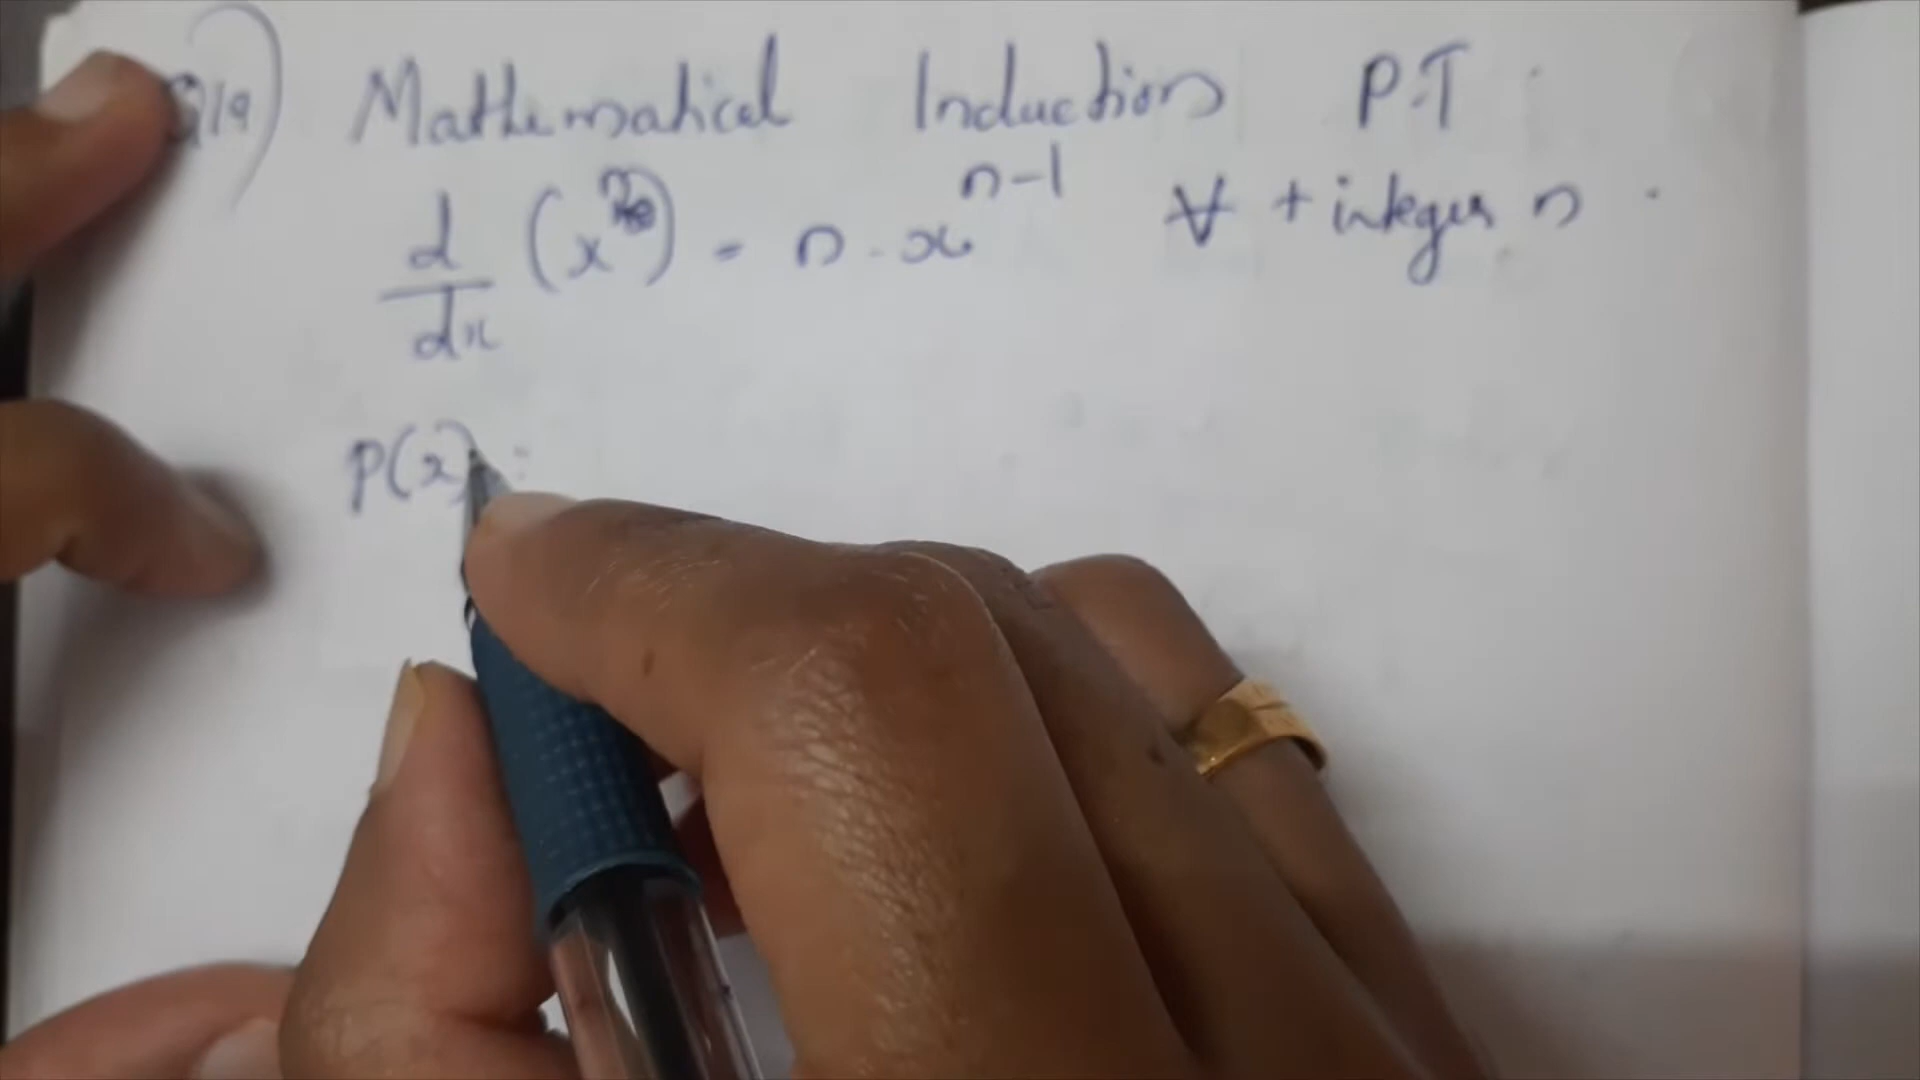 Q19) Mathematical Induction P.T
d/dx (x^n) = n . x^n-1 ∀ + integer n .
P(x) :